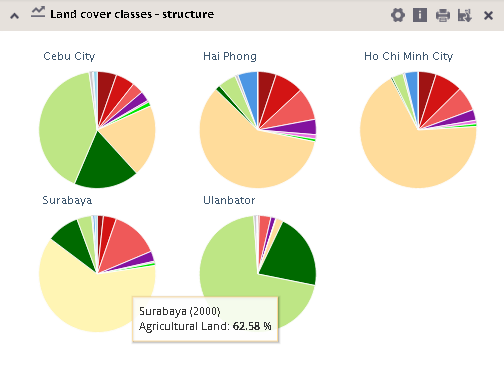 Land cover classes - structure
Cebu City
Hai Phong
Ho Chi Minh City
Surabaya
Ulanbator
Surabaya (2000)
Agricultural Land: 62.58 %